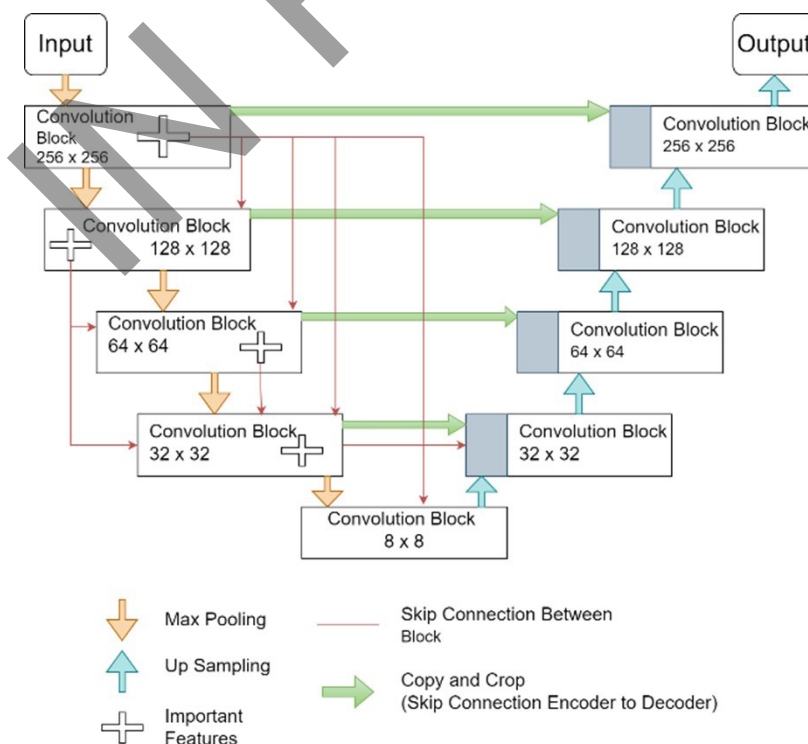 Input
Output
Convolution
Block
256 x 256
Convolution Block
256 x 256
Convolution Block
128 x 128
Convolution Block
128 x 128
Convolution Block
64 x 64
Convolution Block
64 x 64
Convolution Block
32 x 32
Convolution Block
32 x 32
Convolution Block
8 x 8
Max Pooling
Up Sampling
Important
Features
Skip Connection Between
Block
Copy and Crop
(Skip Connection Encoder to Decoder)
IN